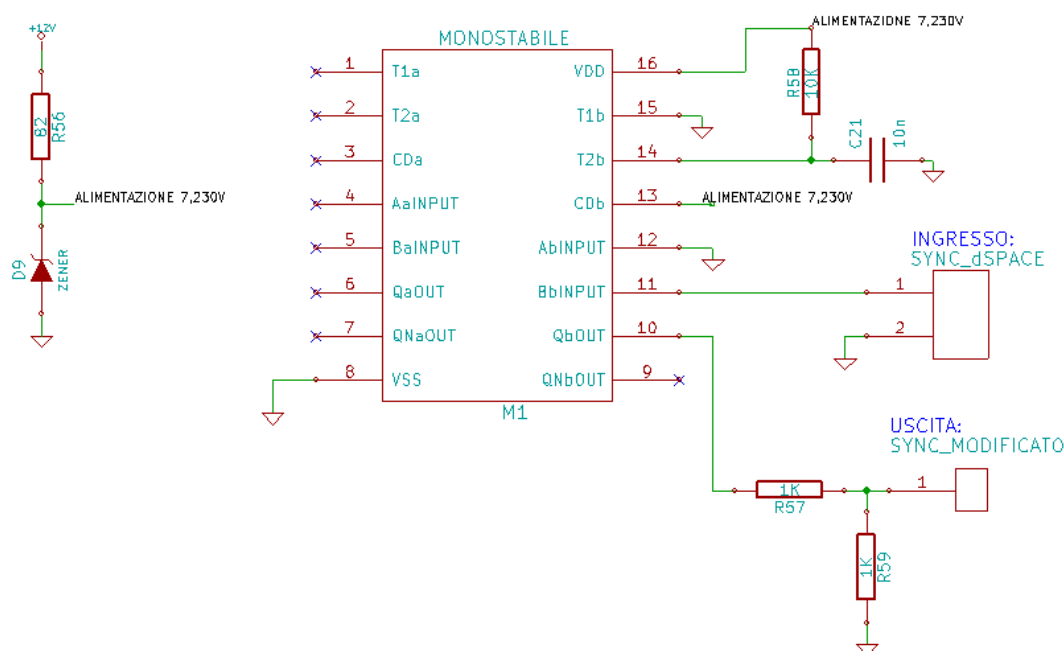 +12V
82
R56
ALIMENTAZIONE 7,230V
D9
ZENER
MONOSTABILE
1 T1a
2 T2a
3 CDa
4 AaINPUT
5 BaINPUT
6 QaOUT
7 QNaOUT
8 VSS
VDD 16
T1b 15
T2b 14
CDb 13
AbINPUT 12
BbINPUT 11
QbOUT 10
QNbOUT 9
M1
ALIMENTAZIONE 7,230V
R58
10K
C21
10n
ALIMENTAZIONE 7,230V
INGRESSO:
SYNC_dSPACE
1
2
USCITA:
SYNC_MODIFICATO
1
1K
R57
1K
R59